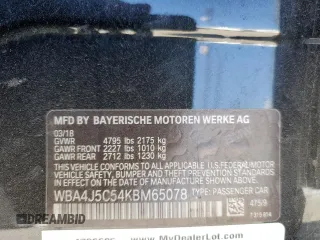 MFD BY BAYERISCHE MOTOREN WERKE AG
03/18
GVWR 4795 lbs 2175 kg
GAWR FRONT 2227 lbs 1010 kg
GAWR REAR 2712 lbs 1230 kg
THIS VEHICLE CONFORMS TO ALL APPLICABLE U.S. FEDERAL
MOTOR VEHICLE SAFETY, BUMPER, AND THEFT PREVENTION
STANDARDS IN EFFECT ON THE DATE OF MANUFACTURE SHOWN ABOVE.
WBA4J5C54KBM65078 TYPE: PASSENGER CAR
4759
MyDealerLot.com